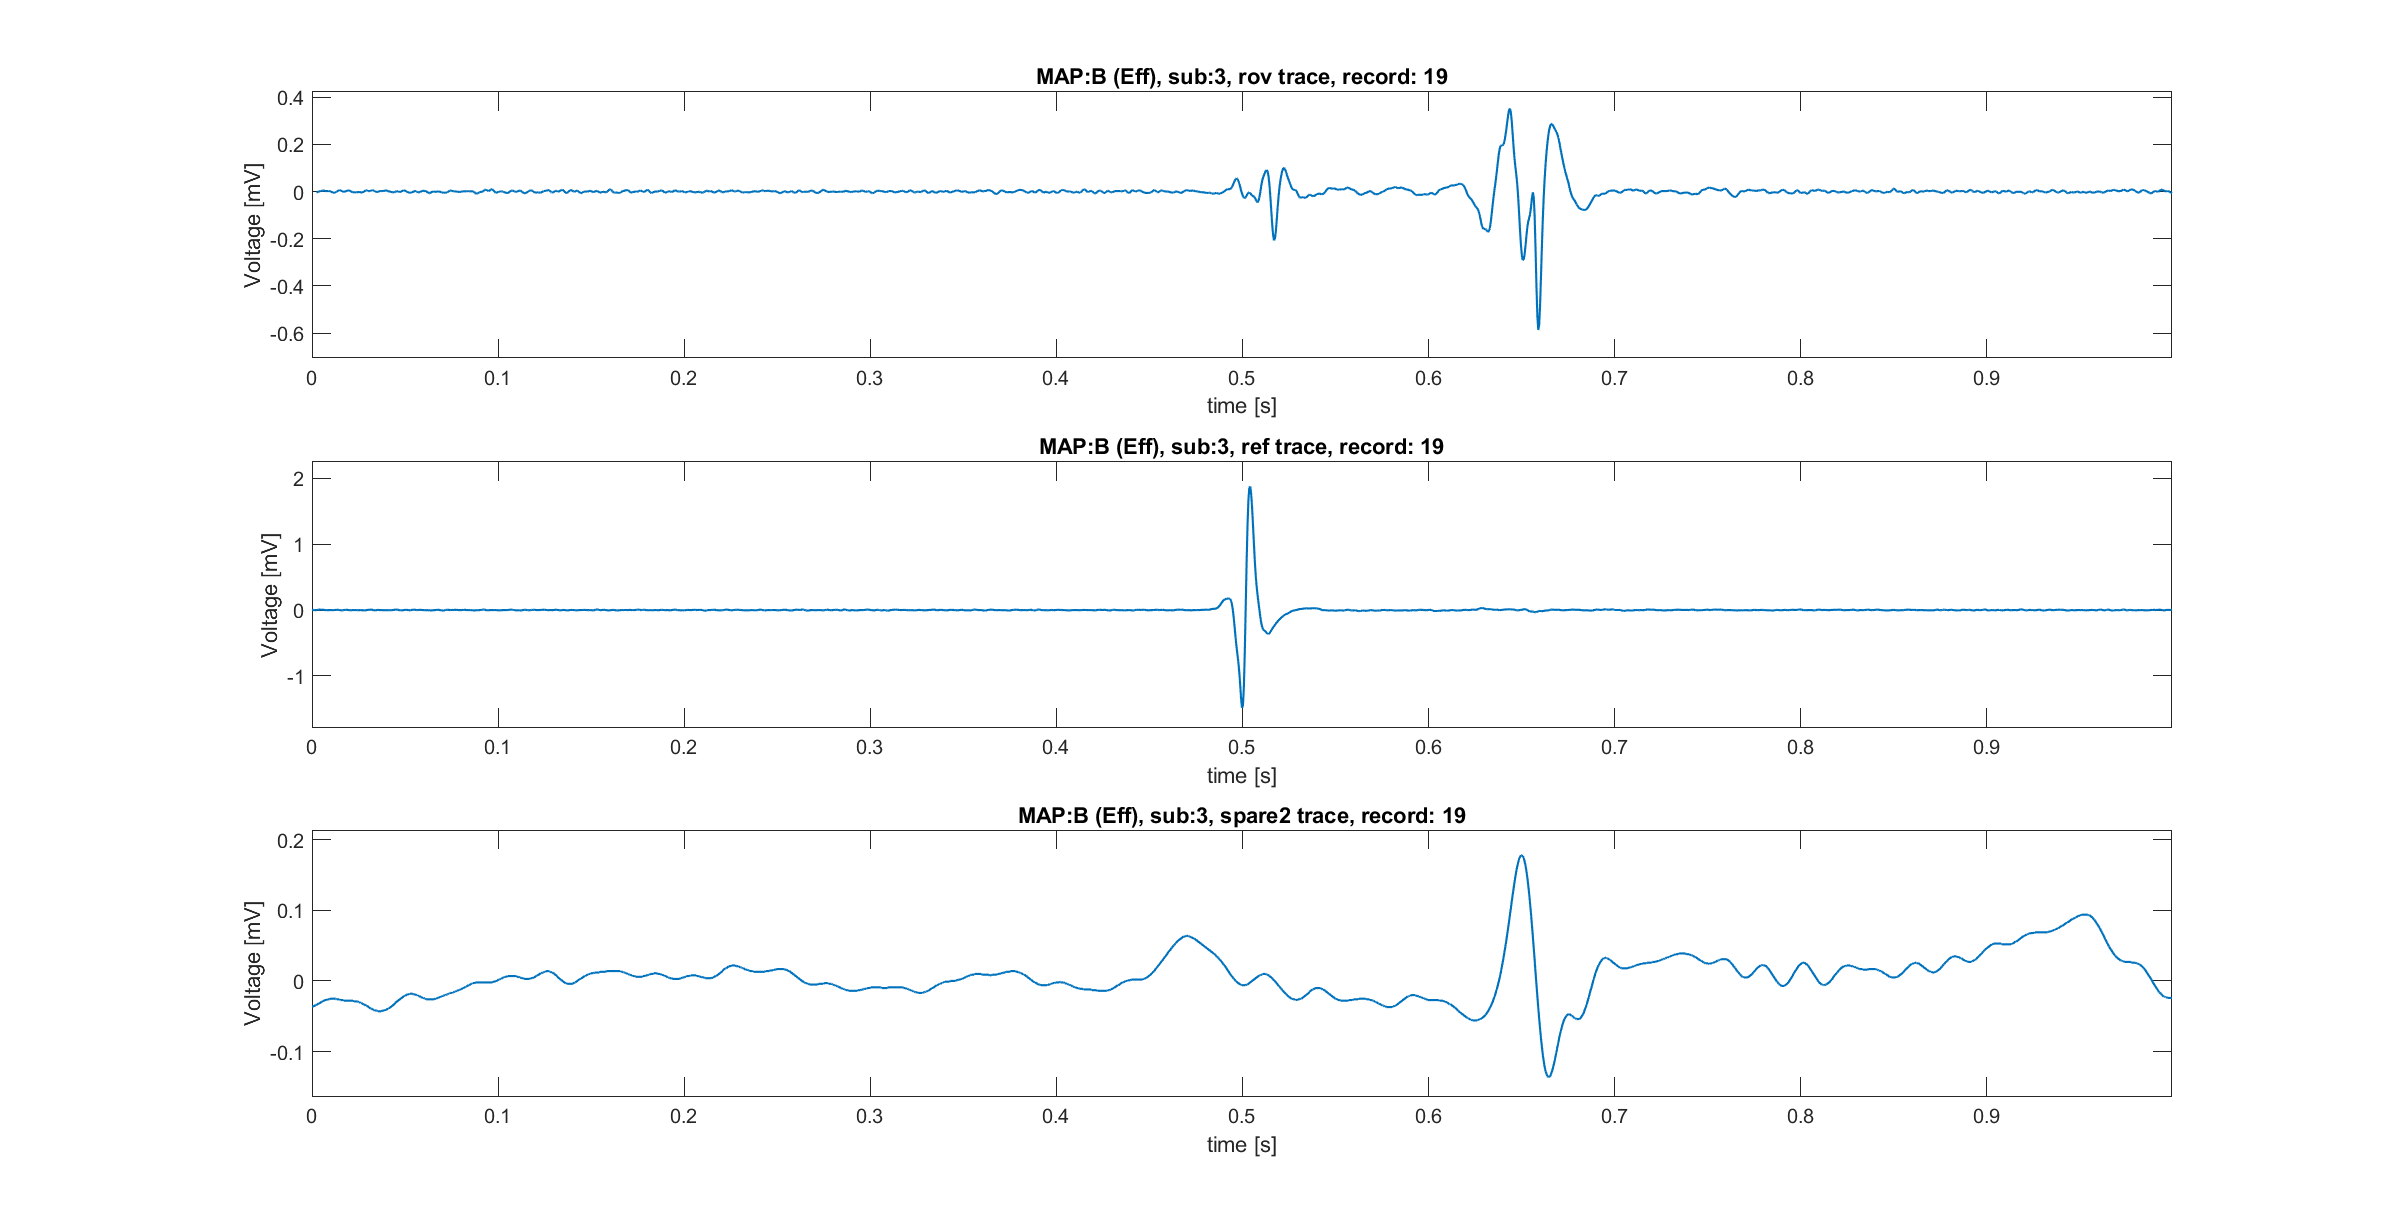 MAP:B (Eff), sub:3, rov trace, record: 19
0.4
0.2
0
-0.2
-0.4
-0.6
Voltage [mV]
0 0.1 0.2 0.3 0.4 0.5 0.6 0.7 0.8 0.9
time [s]
MAP:B (Eff), sub:3, ref trace, record: 19
2
1
0
-1
Voltage [mV]
0 0.1 0.2 0.3 0.4 0.5 0.6 0.7 0.8 0.9
time [s]
MAP:B (Eff), sub:3, spare2 trace, record: 19
0.2
0.1
0
-0.1
Voltage [mV]
0 0.1 0.2 0.3 0.4 0.5 0.6 0.7 0.8 0.9
time [s]